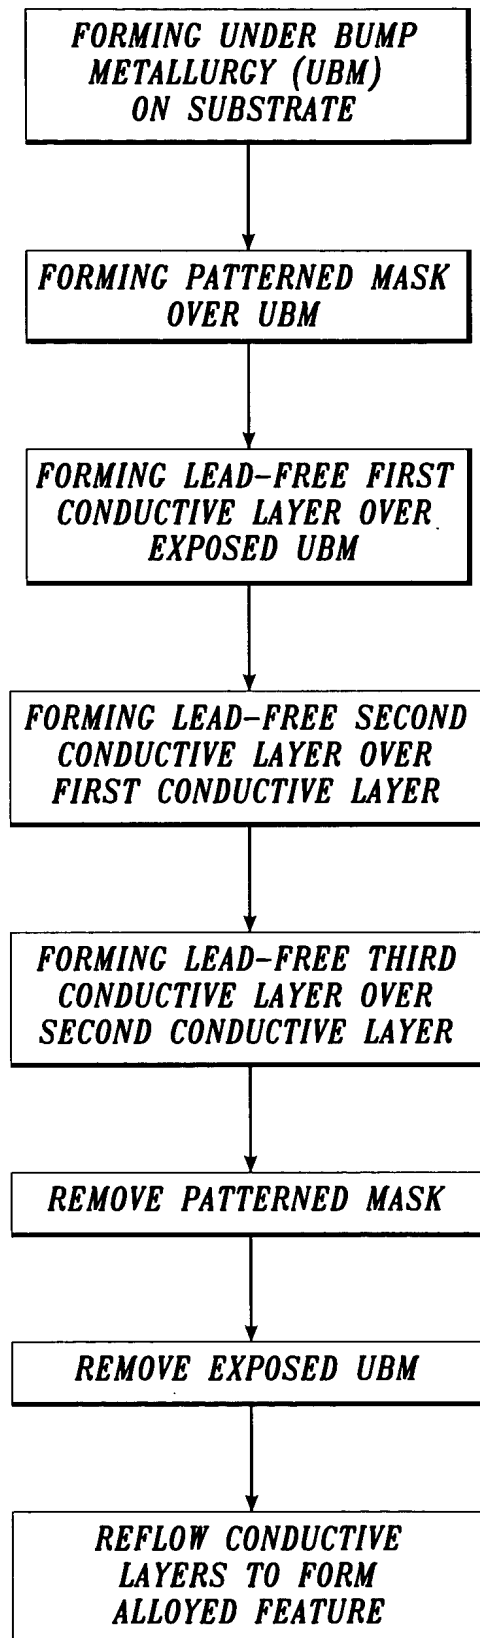 FORMING UNDER BUMP
METALLURGY (UBM)
ON SUBSTRATE
FORMING PATTERNED MASK
OVER UBM
FORMING LEAD-FREE FIRST
CONDUCTIVE LAYER OVER
EXPOSED UBM
FORMING LEAD-FREE SECOND
CONDUCTIVE LAYER OVER
FIRST CONDUCTIVE LAYER
FORMING LEAD-FREE THIRD
CONDUCTIVE LAYER OVER
SECOND CONDUCTIVE LAYER
REMOVE PATTERNED MASK
REMOVE EXPOSED UBM
REFLOW CONDUCTIVE
LAYERS TO FORM
ALLOYED FEATURE